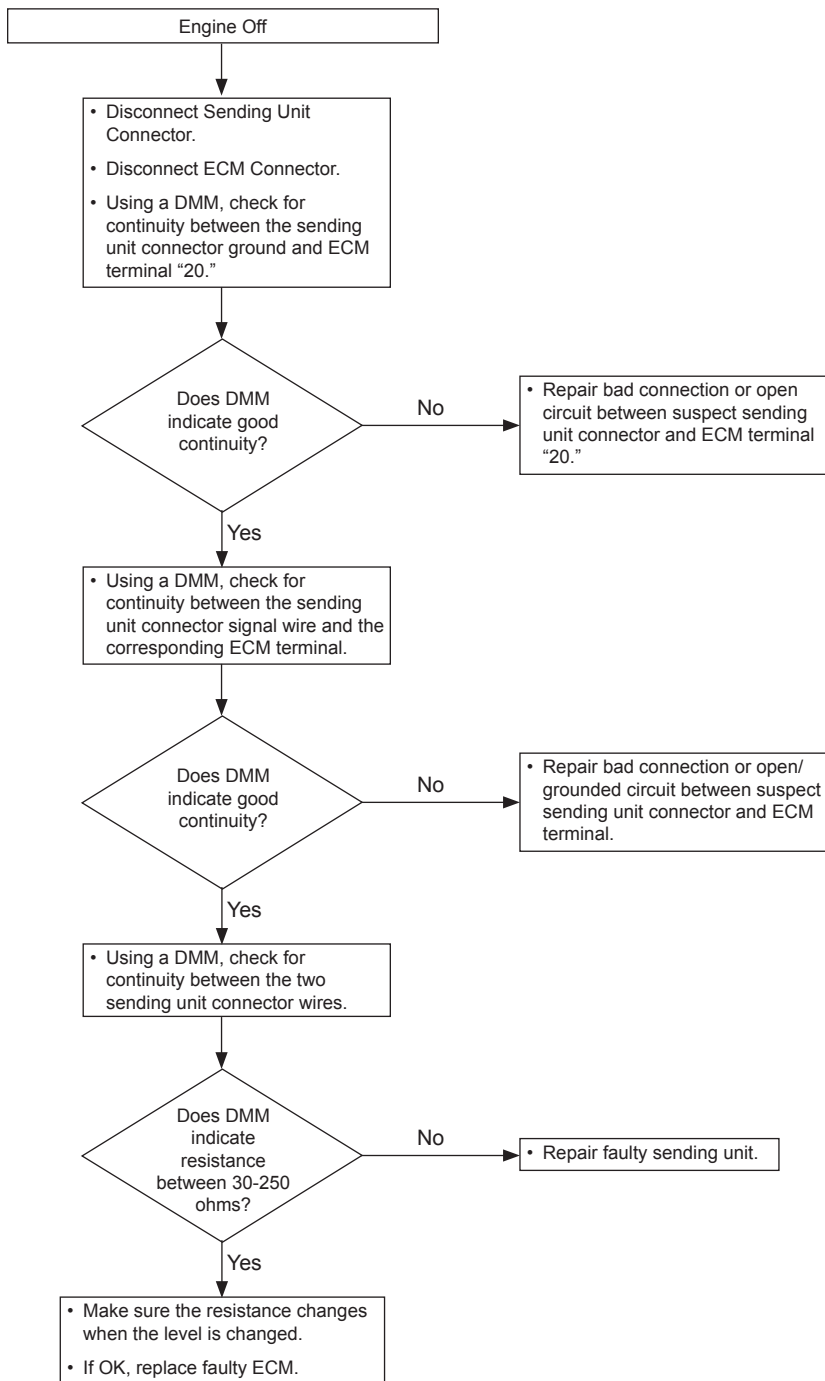 Engine Off
• Disconnect Sending Unit
Connector.
• Disconnect ECM Connector.
• Using a DMM, check for
continuity between the sending
unit connector ground and ECM
terminal “20.”
Does DMM
indicate good
continuity?
No
• Repair bad connection or open
circuit between suspect sending
unit connector and ECM terminal
“20.”
Yes
• Using a DMM, check for
continuity between the sending
unit connector signal wire and the
corresponding ECM terminal.
Does DMM
indicate good
continuity?
No
• Repair bad connection or open/
grounded circuit between suspect
sending unit connector and ECM
terminal.
Yes
• Using a DMM, check for
continuity between the two
sending unit connector wires.
Does DMM
indicate
resistance
between 30-250
ohms?
No
• Repair faulty sending unit.
Yes
• Make sure the resistance changes
when the level is changed.
• If OK, replace faulty ECM.